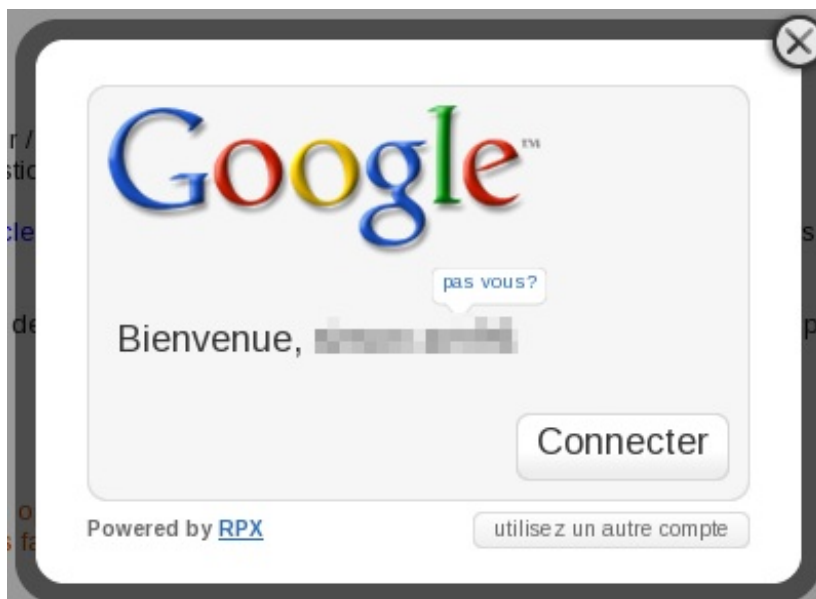 Google™
pas vous?
Bienvenue,
Connecter
Powered by RPX
utilisez un autre compte